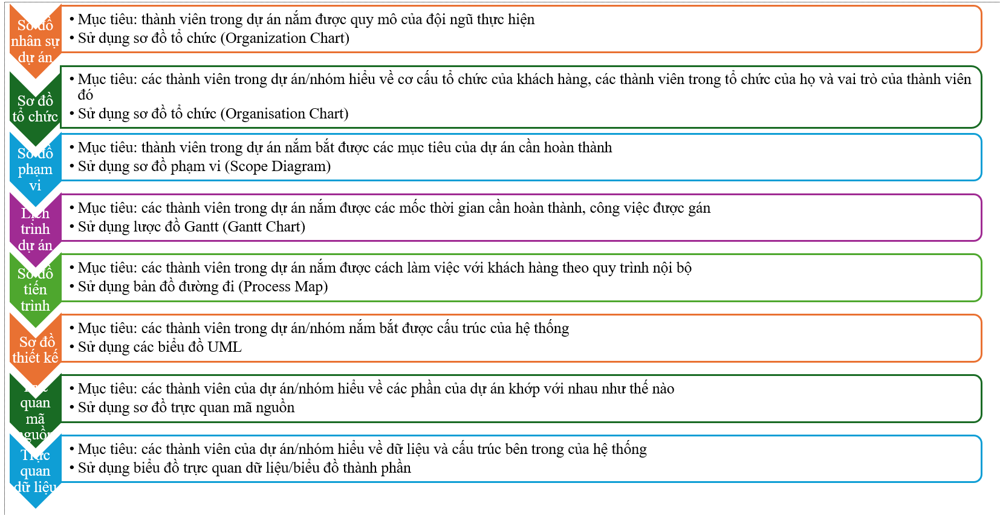 Sơ đồ
nhân sự
dự án
• Mục tiêu: thành viên trong dự án nắm được quy mô của đội ngũ thực hiện
• Sử dụng sơ đồ tổ chức (Organization Chart)
Sơ đồ
tổ chức
• Mục tiêu: các thành viên trong dự án/nhóm hiểu về cơ cấu tổ chức của khách hàng, các thành viên trong tổ chức của họ và vai trò của thành viên
đó
• Sử dụng sơ đồ tổ chức (Organisation Chart)
Sơ đồ
phạm
vi
• Mục tiêu: thành viên trong dự án nắm bắt được các mục tiêu của dự án cần hoàn thành
• Sử dụng sơ đồ phạm vi (Scope Diagram)
Lịch
trình
dự án
• Mục tiêu: các thành viên trong dự án nắm được các mốc thời gian cần hoàn thành, công việc được gán
• Sử dụng lược đồ Gantt (Gantt Chart)
Sơ đồ
tiến
trình
• Mục tiêu: các thành viên trong dự án nắm được cách làm việc với khách hàng theo quy trình nội bộ
• Sử dụng bản đồ đường đi (Process Map)
Sơ đồ
thiết kế
• Mục tiêu: các thành viên trong dự án/nhóm nắm bắt được cấu trúc của hệ thống
• Sử dụng các biểu đồ UML
quan
mã
nguồn
• Mục tiêu: các thành viên của dự án/nhóm hiểu về các phần của dự án khớp với nhau như thế nào
• Sử dụng sơ đồ trực quan mã nguồn
Trực
quan
dữ liệu
• Mục tiêu: các thành viên của dự án/nhóm hiểu về dữ liệu và cấu trúc bên trong của hệ thống
• Sử dụng biểu đồ trực quan dữ liệu/biểu đồ thành phần